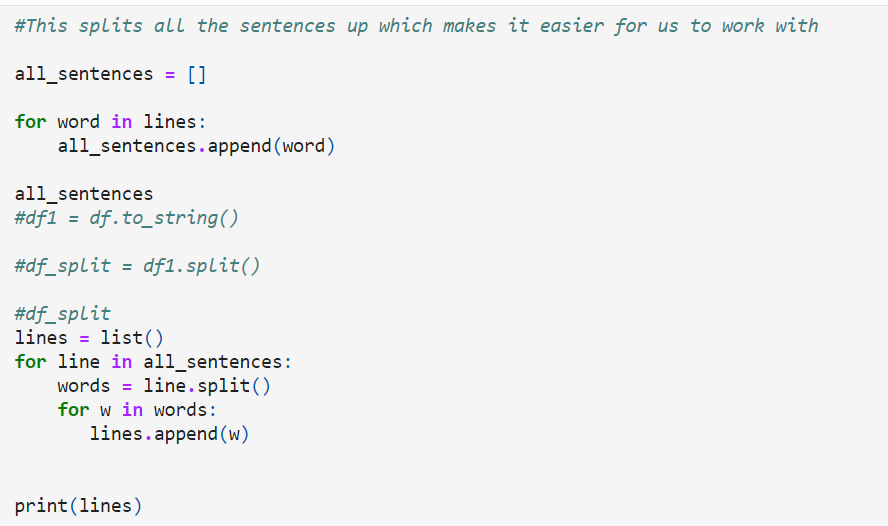 #This splits all the sentences up which makes it easier for us to work with
all_sentences = []
for word in lines:
    all_sentences.append(word)
all_sentences
#df1 = df.to_string()
#df_split = df1.split()
#df_split
lines = list()
for line in all_sentences:
    words = line.split()
    for w in words:
       lines.append(w)
print(lines)